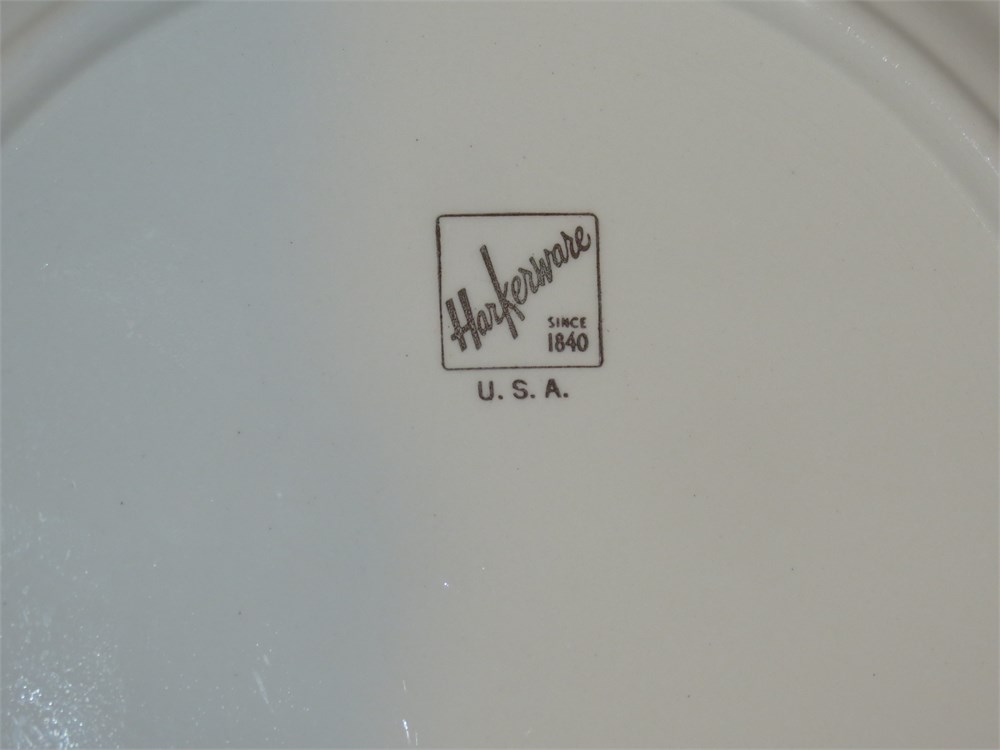 Harkerware
SINCE
1840
U. S. A.